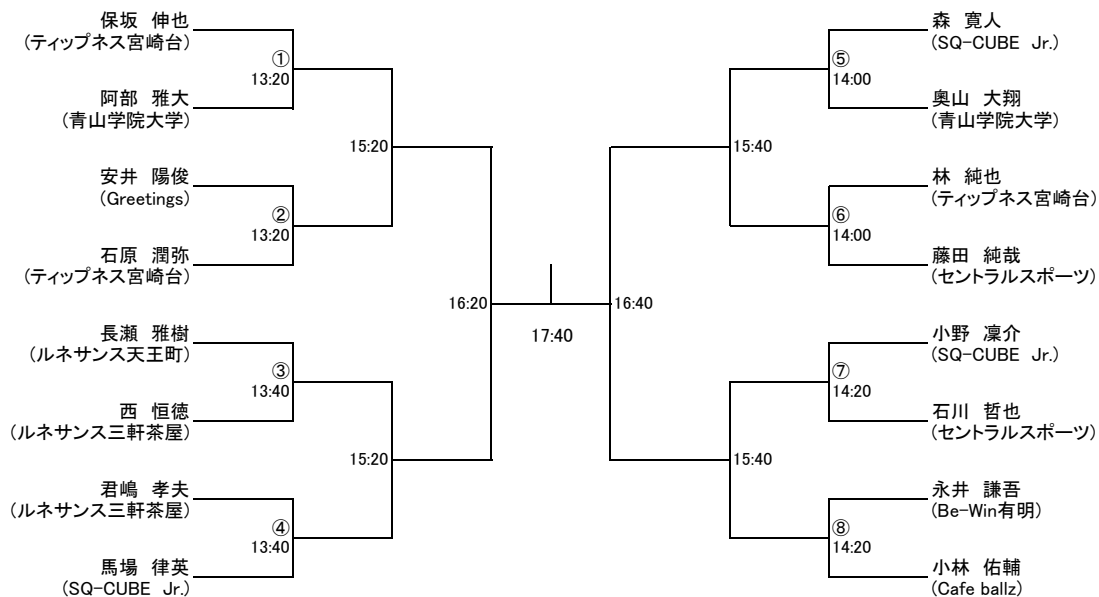 保坂 伸也
(ティップネス宮崎台)
①
13:20
阿部 雅大
(青山学院大学)
15:20
安井 陽俊
(Greetings)
②
13:20
石原 潤弥
(ティップネス宮崎台)
16:20
長瀬 雅樹
(ルネサンス天王町)
③
13:40
西 恒徳
(ルネサンス三軒茶屋)
15:20
君嶋 孝夫
(ルネサンス三軒茶屋)
④
13:40
馬場 律英
(SQ-CUBE Jr.)
17:40
森 寛人
(SQ-CUBE Jr.)
⑤
14:00
奥山 大翔
(青山学院大学)
15:40
林 純也
(ティップネス宮崎台)
⑥
14:00
藤田 純哉
(セントラルスポーツ)
16:40
小野 凜介
(SQ-CUBE Jr.)
⑦
14:20
石川 哲也
(セントラルスポーツ)
15:40
永井 謙吾
(Be-Win有明)
⑧
14:20
小林 佑輔
(Cafe ballz)